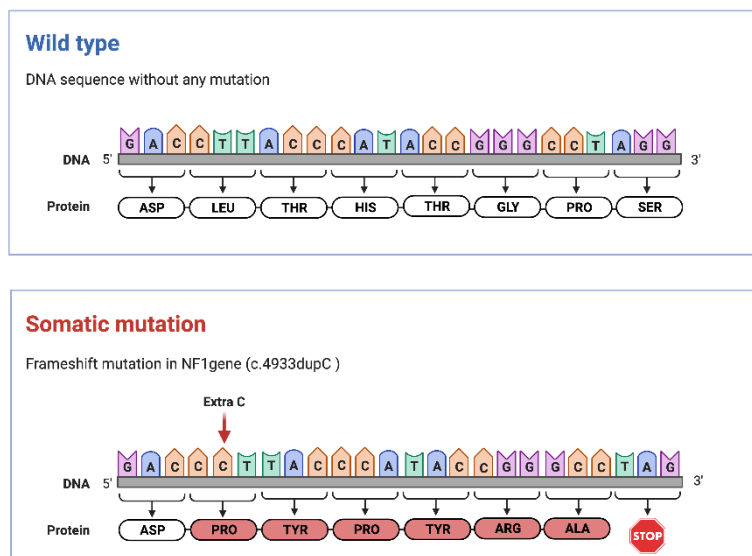 Wild type
DNA sequence without any mutation
G A C C T T A C C C A T A C C G G G C C T A G G
DNA 5' 3'
Protein ASP LEU THR HIS THR GLY PRO SER
Somatic mutation
Frameshift mutation in NF1gene (c.4933dupC )
Extra C
G A C C C T T A C C C A T A C C G G G C C T A G
DNA 5' 3'
Protein ASP PRO TYR PRO TYR ARG ALA STOP